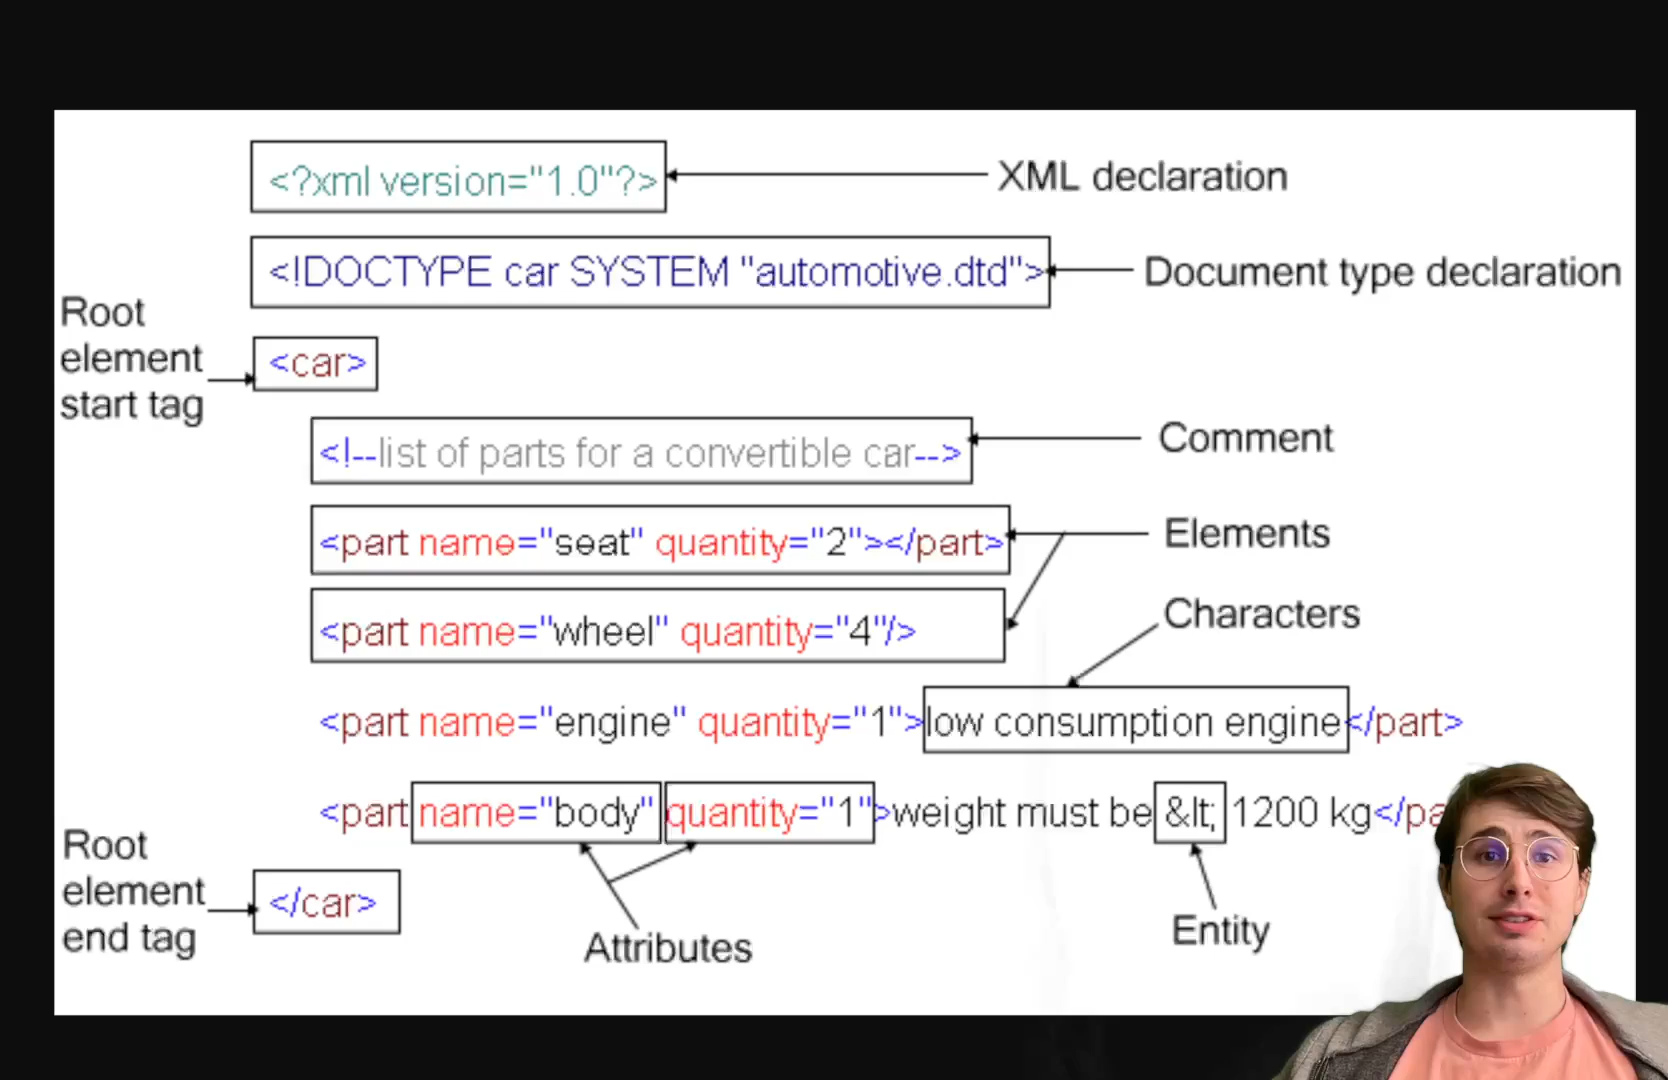 <?xml version="1.0"?>
XML declaration
<!DOCTYPE car SYSTEM "automotive.dtd">
Document type declaration
Root
element
start tag
<car>
<!--list of parts for a convertible car-->
Comment
<part name="seat" quantity="2"></part>
Elements
<part name="wheel" quantity="4"/>
Characters
<part name="engine" quantity="1">low consumption engine</part>
<part name="body" quantity="1">weight must be &lt; 1200 kg</pa
Root
element
end tag
</car>
Attributes
Entity